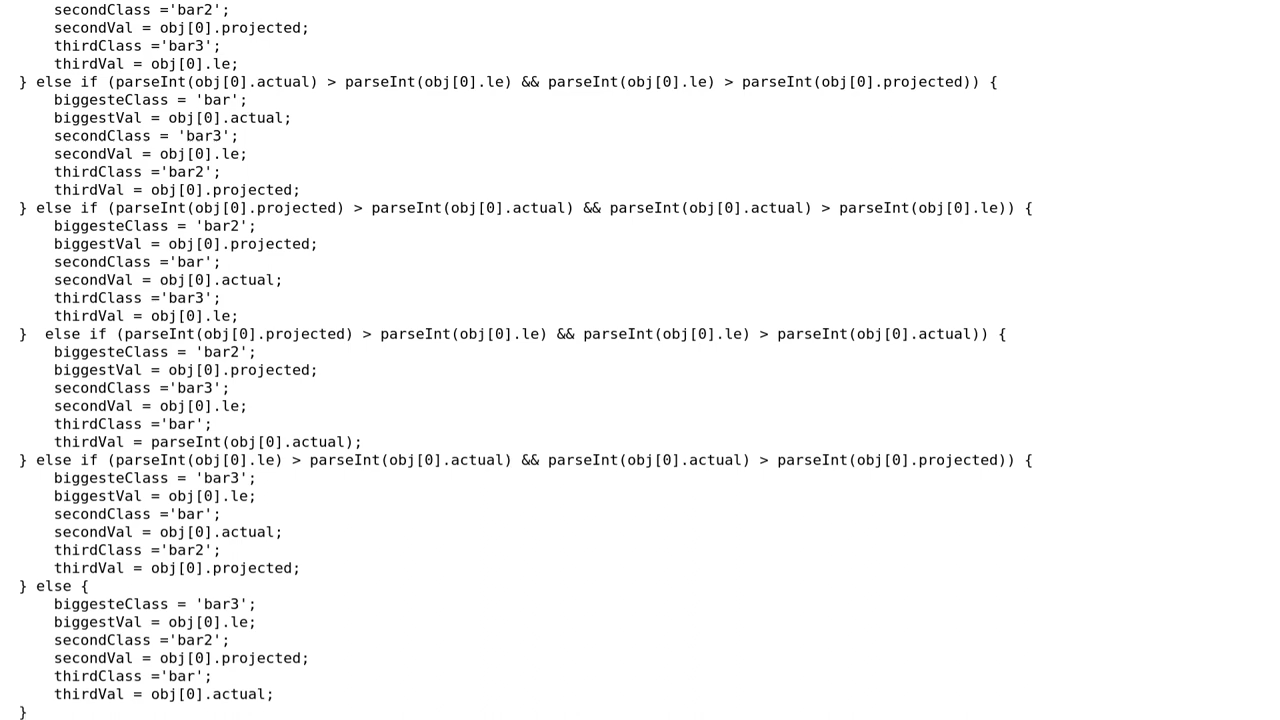 secondClass ='bar2';
    secondVal = obj[0].projected;
    thirdClass ='bar3';
    thirdVal = obj[0].le;
} else if (parseInt(obj[0].actual) > parseInt(obj[0].le) && parseInt(obj[0].le) > parseInt(obj[0].projected)) {
    biggesteClass = 'bar';
    biggestVal = obj[0].actual;
    secondClass = 'bar3';
    secondVal = obj[0].le;
    thirdClass ='bar2';
    thirdVal = obj[0].projected;
} else if (parseInt(obj[0].projected) > parseInt(obj[0].actual) && parseInt(obj[0].actual) > parseInt(obj[0].le)) {
    biggesteClass = 'bar2';
    biggestVal = obj[0].projected;
    secondClass ='bar';
    secondVal = obj[0].actual;
    thirdClass ='bar3';
    thirdVal = obj[0].le;
}  else if (parseInt(obj[0].projected) > parseInt(obj[0].le) && parseInt(obj[0].le) > parseInt(obj[0].actual)) {
    biggesteClass = 'bar2';
    biggestVal = obj[0].projected;
    secondClass ='bar3';
    secondVal = obj[0].le;
    thirdClass ='bar';
    thirdVal = parseInt(obj[0].actual);
} else if (parseInt(obj[0].le) > parseInt(obj[0].actual) && parseInt(obj[0].actual) > parseInt(obj[0].projected)) {
    biggesteClass = 'bar3';
    biggestVal = obj[0].le;
    secondClass ='bar';
    secondVal = obj[0].actual;
    thirdClass ='bar2';
    thirdVal = obj[0].projected;
} else {
    biggesteClass = 'bar3';
    biggestVal = obj[0].le;
    secondClass ='bar2';
    secondVal = obj[0].projected;
    thirdClass ='bar';
    thirdVal = obj[0].actual;
}